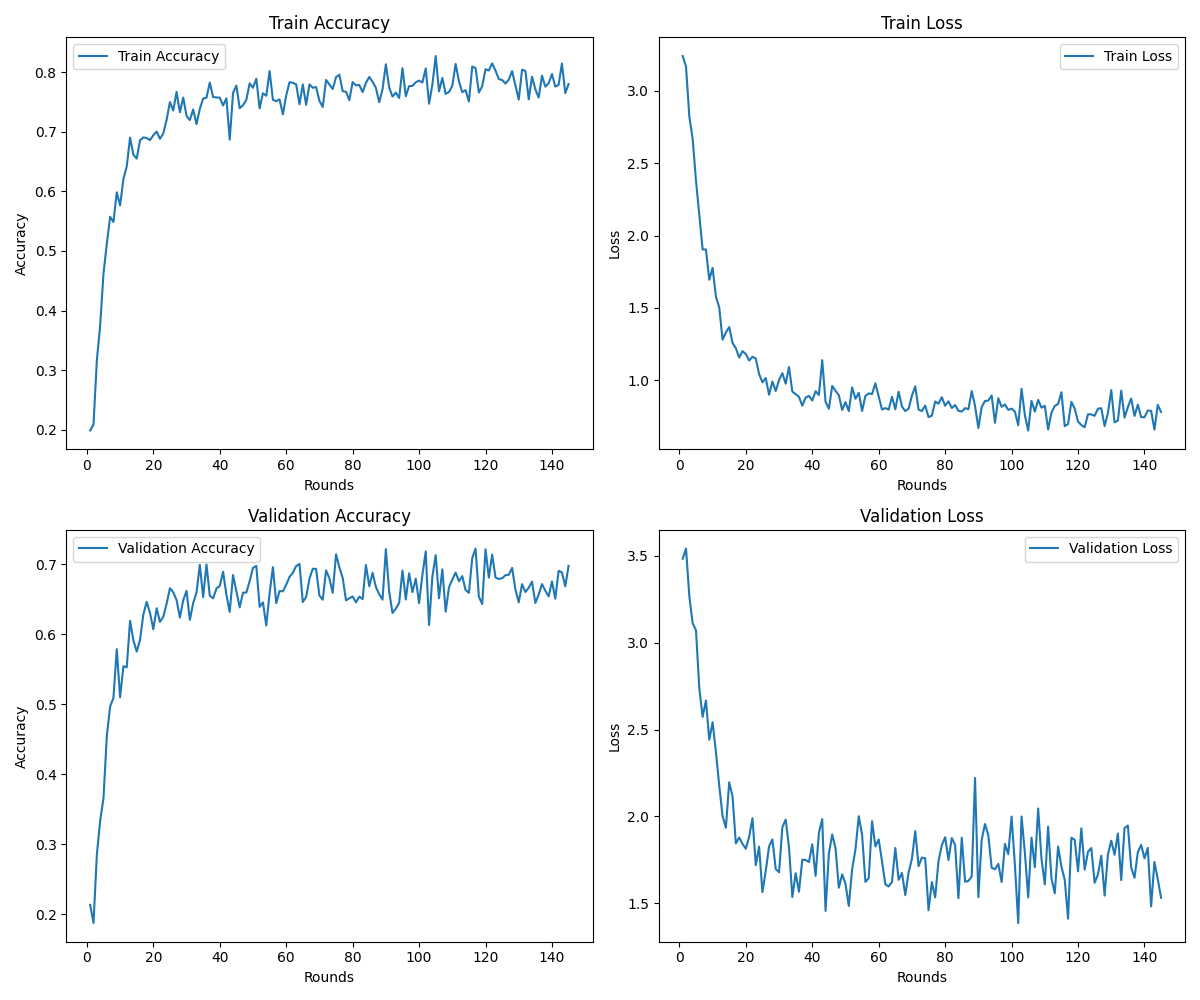 Train Accuracy
Train Accuracy
0.8
0.7
0.6
0.5
0.4
0.3
0.2
Accuracy
0 20 40 60 80 100 120 140
Rounds
Train Loss
Train Loss
3.0
2.5
2.0
1.5
1.0
Loss
0 20 40 60 80 100 120 140
Rounds
Validation Accuracy
Validation Accuracy
0.7
0.6
0.5
0.4
0.3
0.2
Accuracy
0 20 40 60 80 100 120 140
Rounds
Validation Loss
Validation Loss
3.5
3.0
2.5
2.0
1.5
Loss
0 20 40 60 80 100 120 140
Rounds